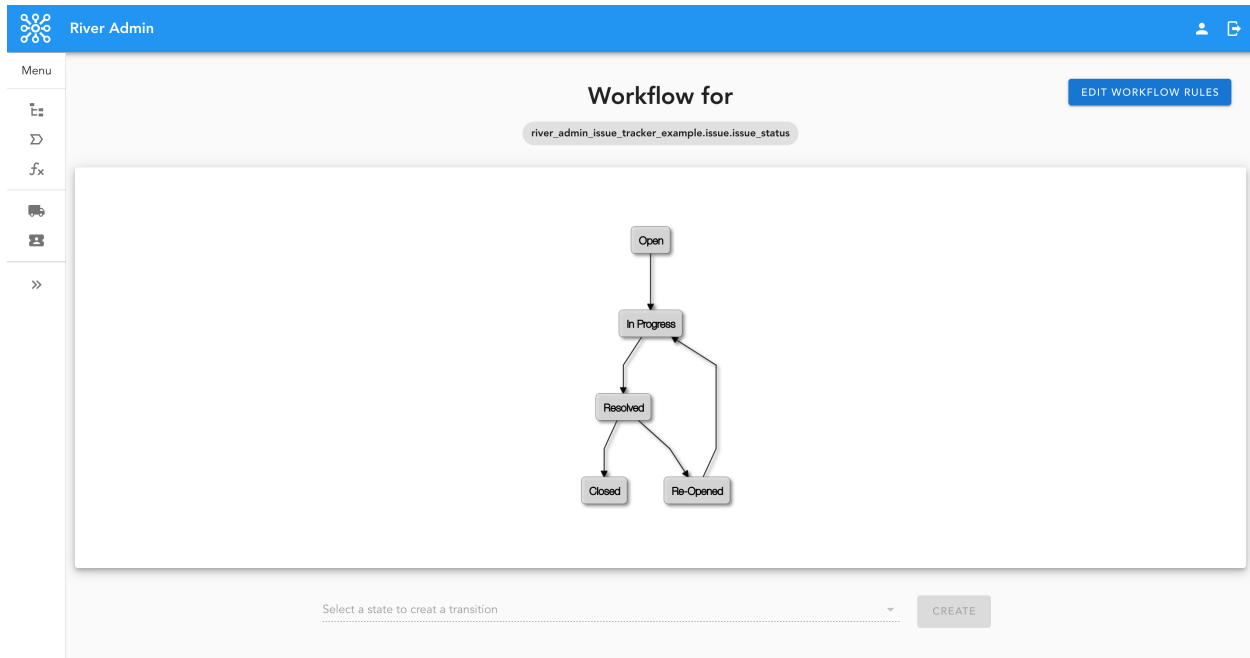 River Admin
Menu
Workflow for
EDIT WORKFLOW RULES
river_admin_issue_tracker_example.issue.issue_status
fx
Open
In Progress
Resolved
Closed
Re-Opened
Select a state to creat a transition
CREATE